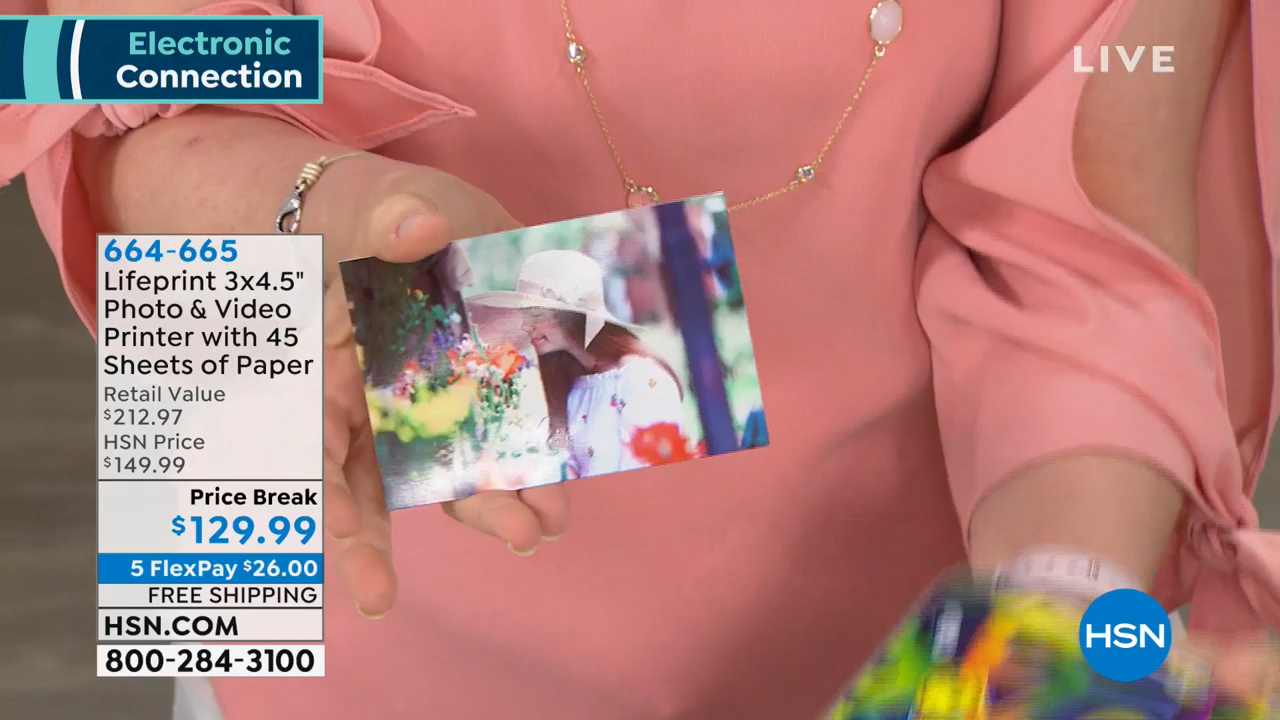 Electronic
Connection
LIVE
664-665
Lifeprint 3x4.5"
Photo & Video
Printer with 45
Sheets of Paper
Retail Value
$212.97
HSN Price
$149.99
Price Break
$129.99
5 FlexPay $26.00
FREE SHIPPING
HSN.COM
800-284-3100
HSN